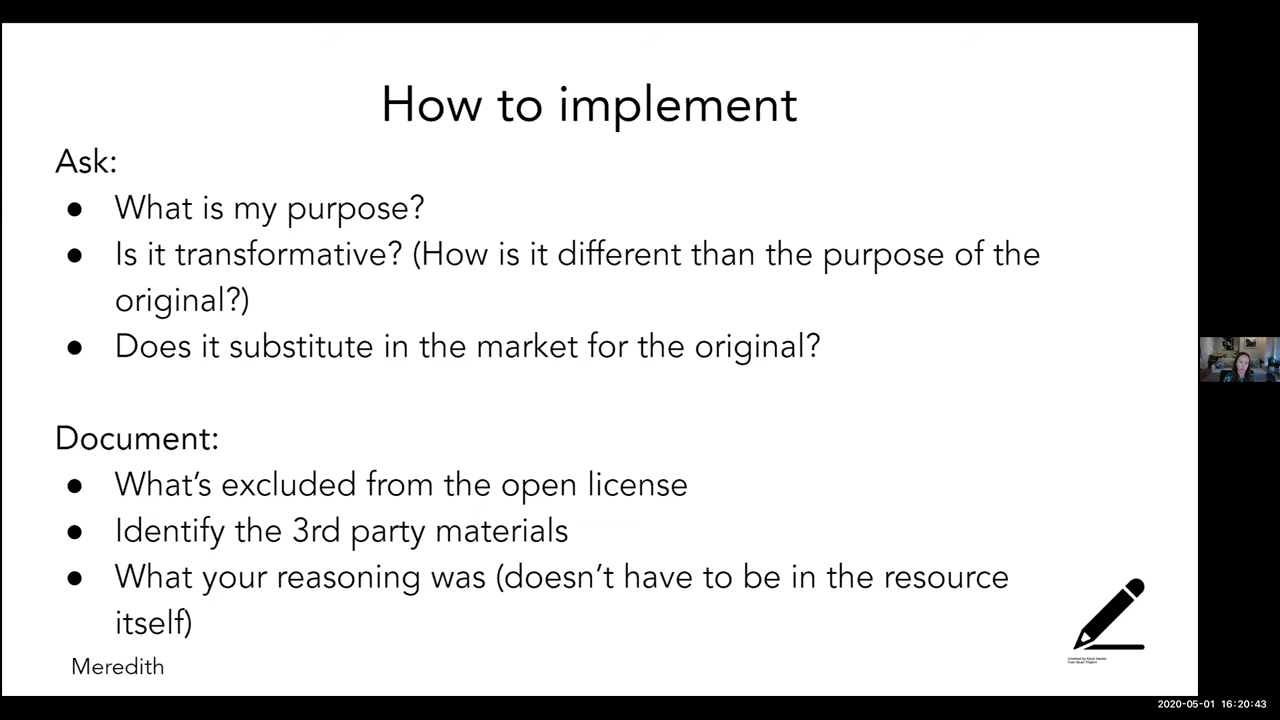 How to implement
Ask:
● What is my purpose?
● Is it transformative? (How is it different than the purpose of the
original?)
● Does it substitute in the market for the original?
Document:
● What's excluded from the open license
● Identify the 3rd party materials
● What your reasoning was (doesn't have to be in the resource
itself)
Meredith
from Noun Project
2020-05-01 16:20:43